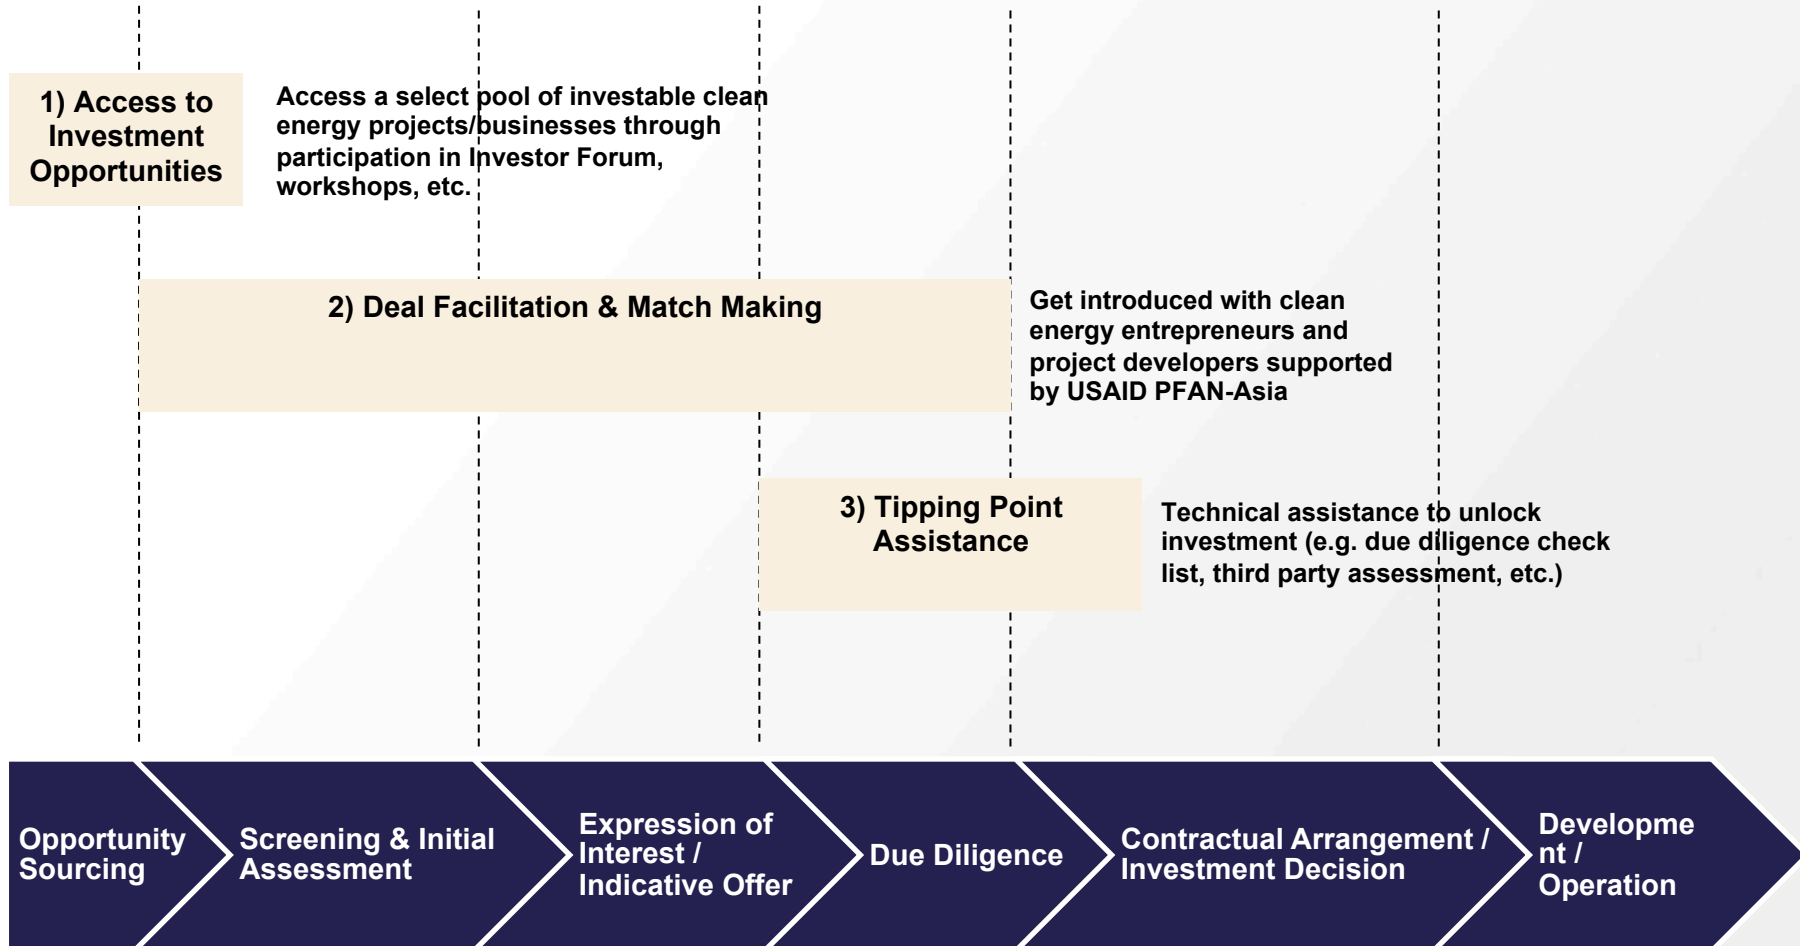 1) Access to
Investment
Opportunities
Access a select pool of investable clean
energy projects/businesses through
participation in Investor Forum,
workshops, etc.
2) Deal Facilitation & Match Making
Get introduced with clean
energy entrepreneurs and
project developers supported
by USAID PFAN-Asia
3) Tipping Point
Assistance
Technical assistance to unlock
investment (e.g. due diligence check
list, third party assessment, etc.)
Opportunity
Sourcing
Screening & Initial
Assessment
Expression of
Interest /
Indicative Offer
Due Diligence
Contractual Arrangement /
Investment Decision
Developme
nt /
Operation